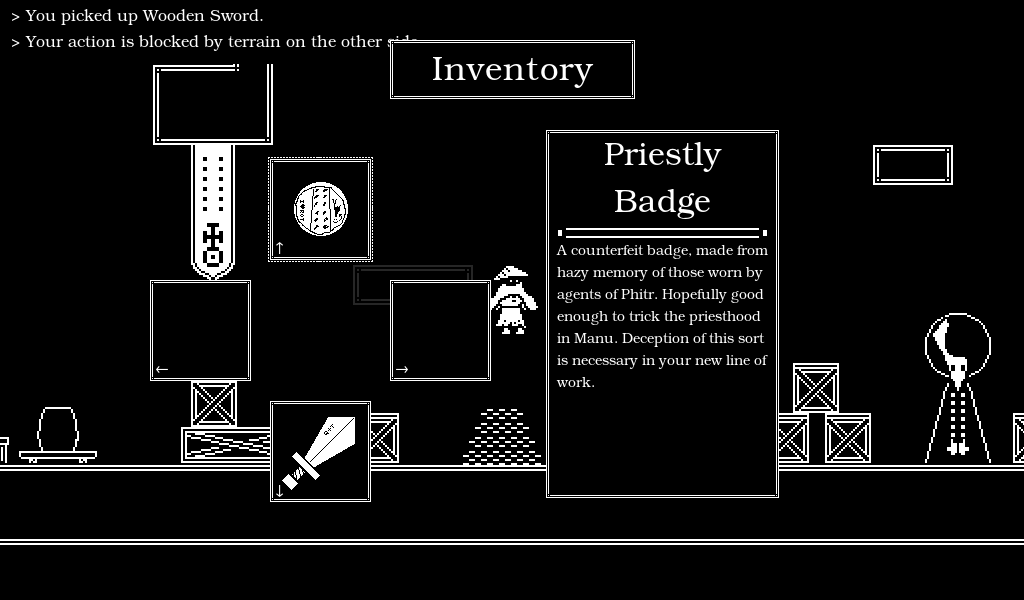 > You picked up Wooden Sword.
> Your action is blocked by terrain on the other side.
Inventory
Priestly
Badge
A counterfeit badge, made from
hazy memory of those worn by
agents of Phitr. Hopefully good
enough to trick the priesthood
in Manu. Deception of this sort
is necessary in your new line of
work.
↑
←
→
↓